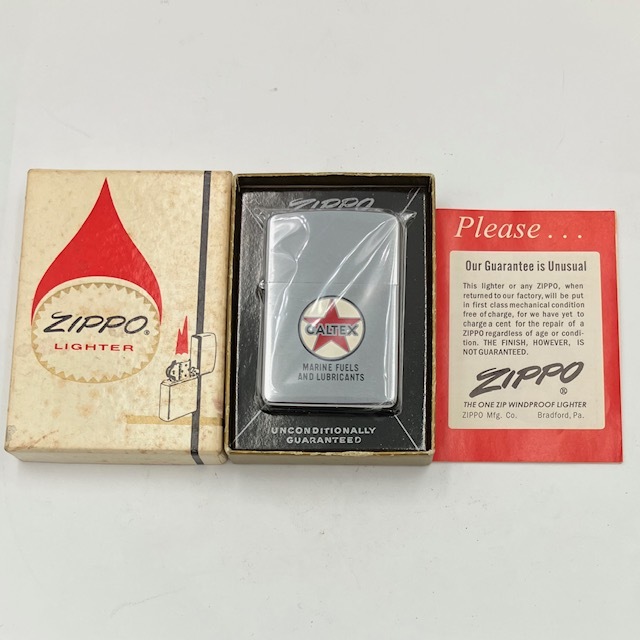 ZIPPO®
LIGHTER
ZIPPO
CALTEX
MARINE FUELS
AND LUBRICANTS
UNCONDITIONALLY
GUARANTEED
Please...
Our Guarantee is Unusual
This lighter or any ZIPPO, when
returned to our factory, will be put
in first class mechanical condition
free of charge, for we have yet to
charge a cent for the repair of a
ZIPPO regardless of age or condi-
tion. THE FINISH, HOWEVER, IS
NOT GUARANTEED.
ZIPPO®
THE ONE ZIP WINDPROOF LIGHTER
ZIPPO Mfg. Co. Bradford, Pa.